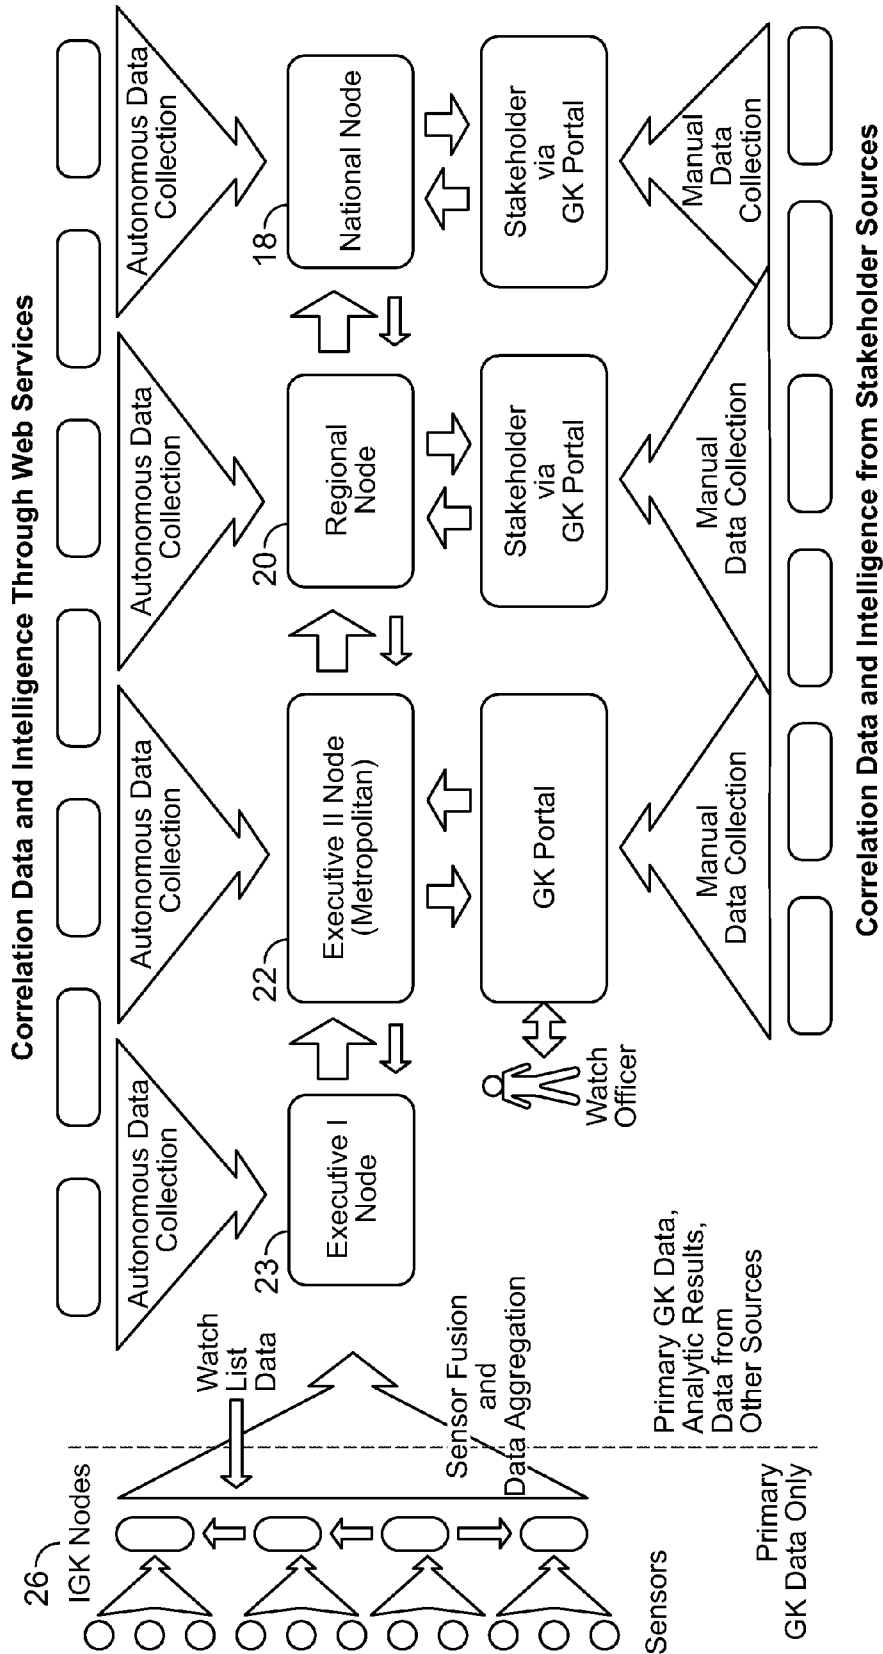 Correlation Data and Intelligence Through Web Services
Autonomous Data
Collection
Autonomous Data
Collection
Autonomous Data
Collection
Autonomous Data
Collection
26
IGK Nodes
Watch
List
Data
23
Executive I
Node
22
Executive II Node
(Metropolitan)
20
Regional
Node
18
National Node
Sensor Fusion
and
Data Aggregation
Watch
Officer
GK Portal
Stakeholder
via
GK Portal
Stakeholder
via
GK Portal
Sensors
Primary GK Data,
Analytic Results,
Data from
Other Sources
Primary
GK Data Only
Manual
Data Collection
Manual
Data Collection
Manual
Data
Collection
Correlation Data and Intelligence from Stakeholder Sources